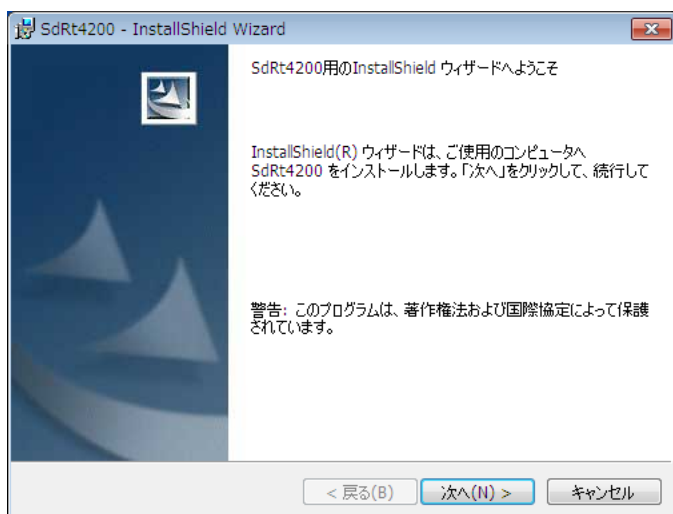 SdRt4200 - InstallShield Wizard
SdRt4200用のInstallShield ウィザードへようこそ
InstallShield(R) ウィザードは、ご使用のコンピュータへ
SdRt4200 をインストールします。「次へ」をクリックして、続行して
ください。
警告: このプログラムは、著作権法および国際協定によって保護
されています。
< 戻る(B)
次へ(N) >
キャンセル